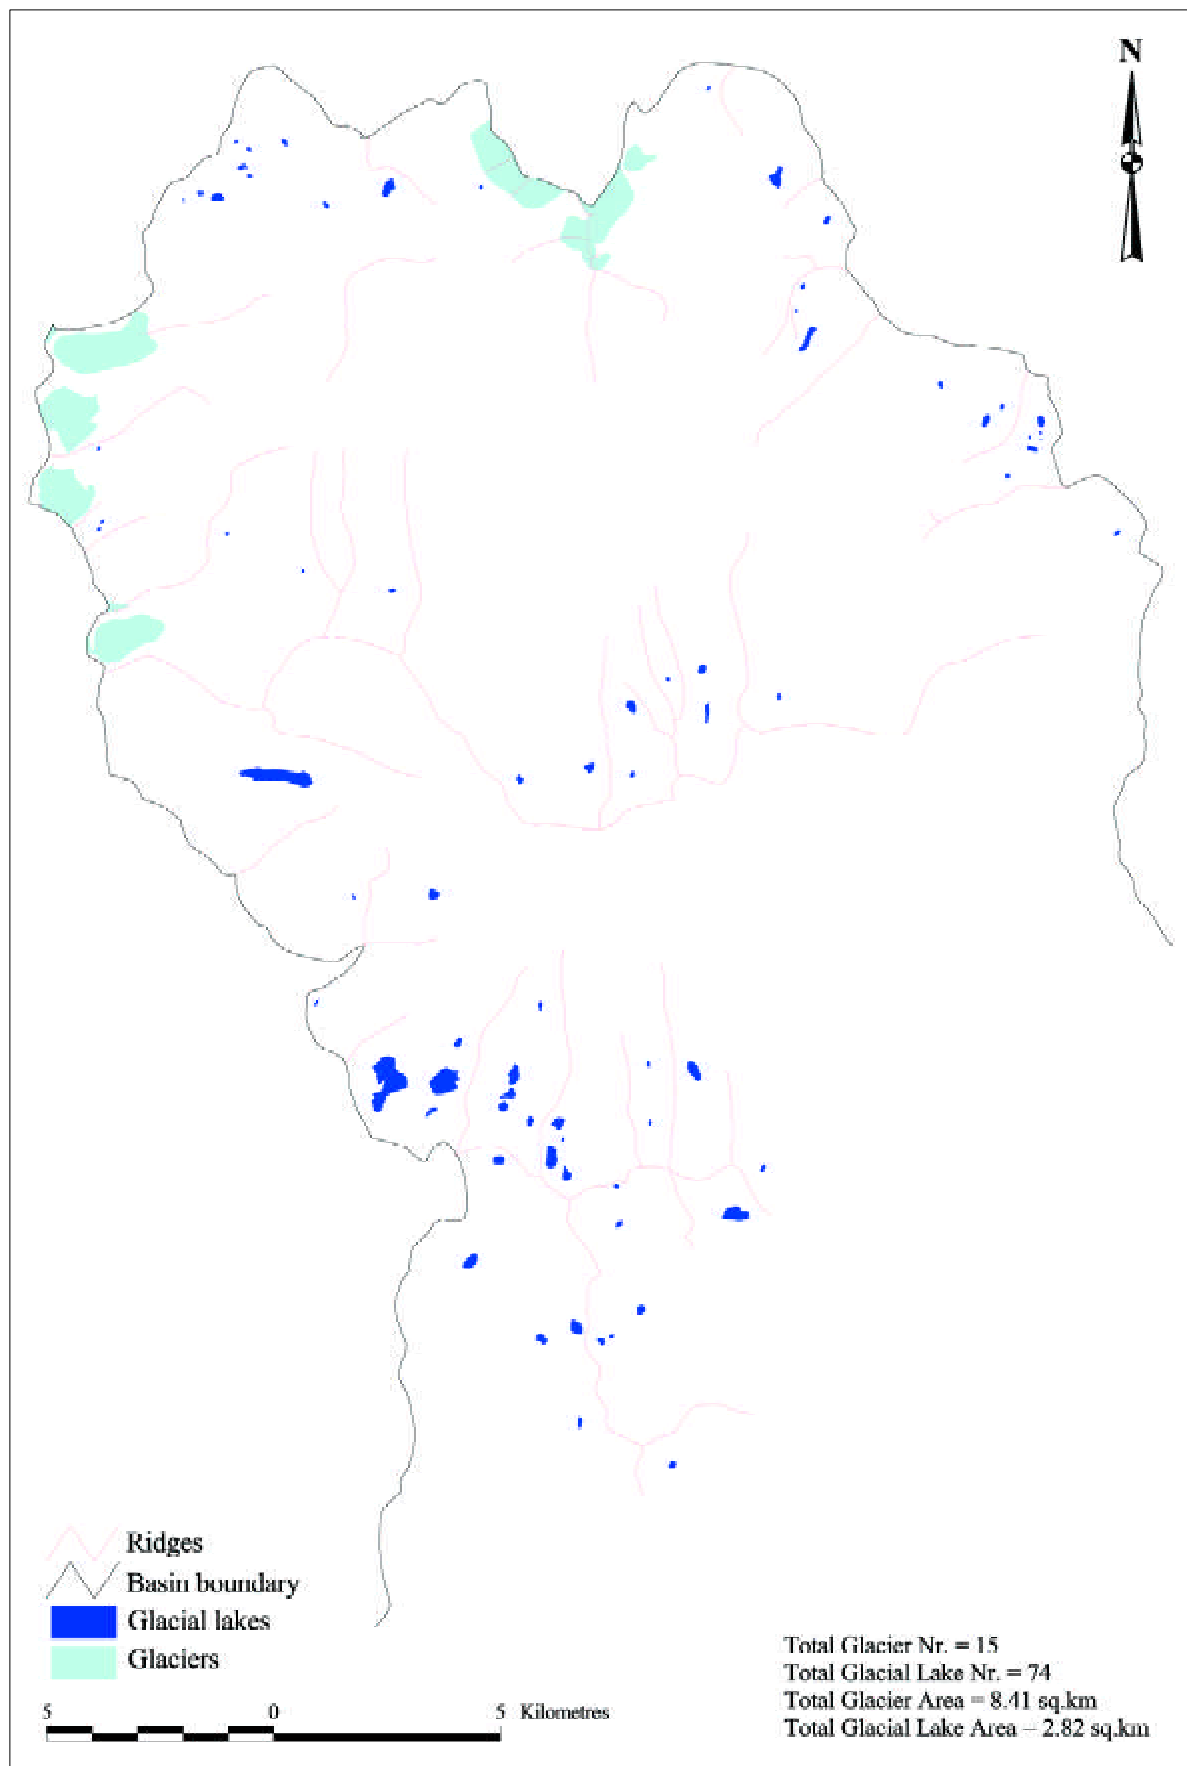 N
Ridges
Basin boundary
Glacial lakes
Glaciers
5 0 5 Kilometres
Total Glacier Nr. = 15
Total Glacial Lake Nr. = 74
Total Glacier Area = 8.41 sq.km
Total Glacial Lake Area – 2.82 sq.km